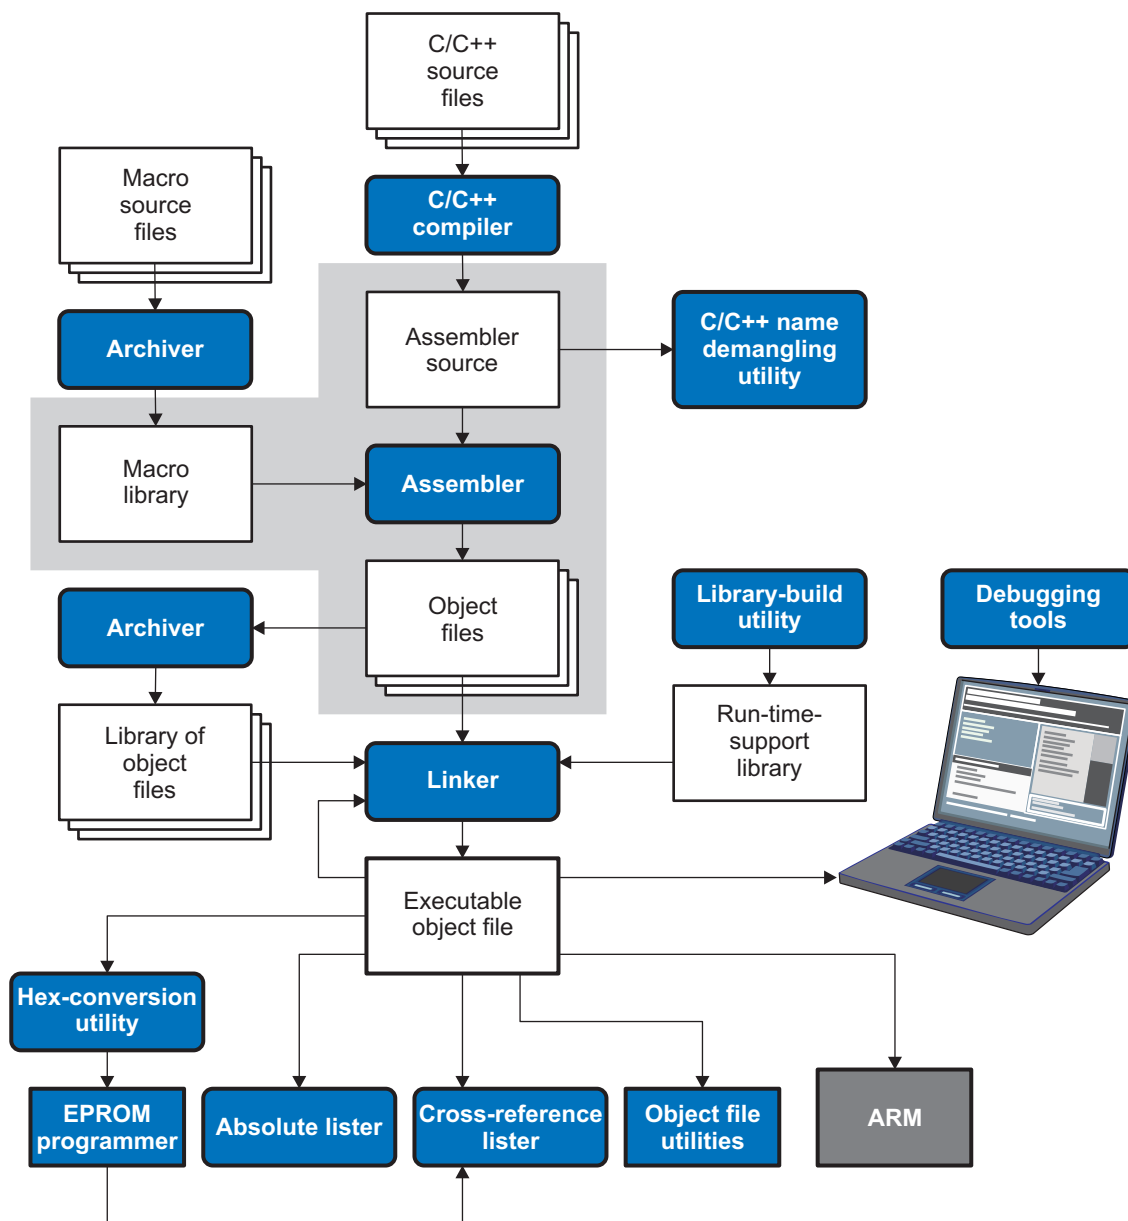 C/C++
source
files
Macro
source
files
C/C++
compiler
Archiver
Assembler
source
C/C++ name
demangling
utility
Macro
library
Assembler
Archiver
Object
files
Library-build
utility
Debugging
tools
Library of
object
files
Linker
Run-time-
support
library
Executable
object file
Hex-conversion
utility
EPROM
programmer
Absolute lister
Cross-reference
lister
Object file
utilities
ARM